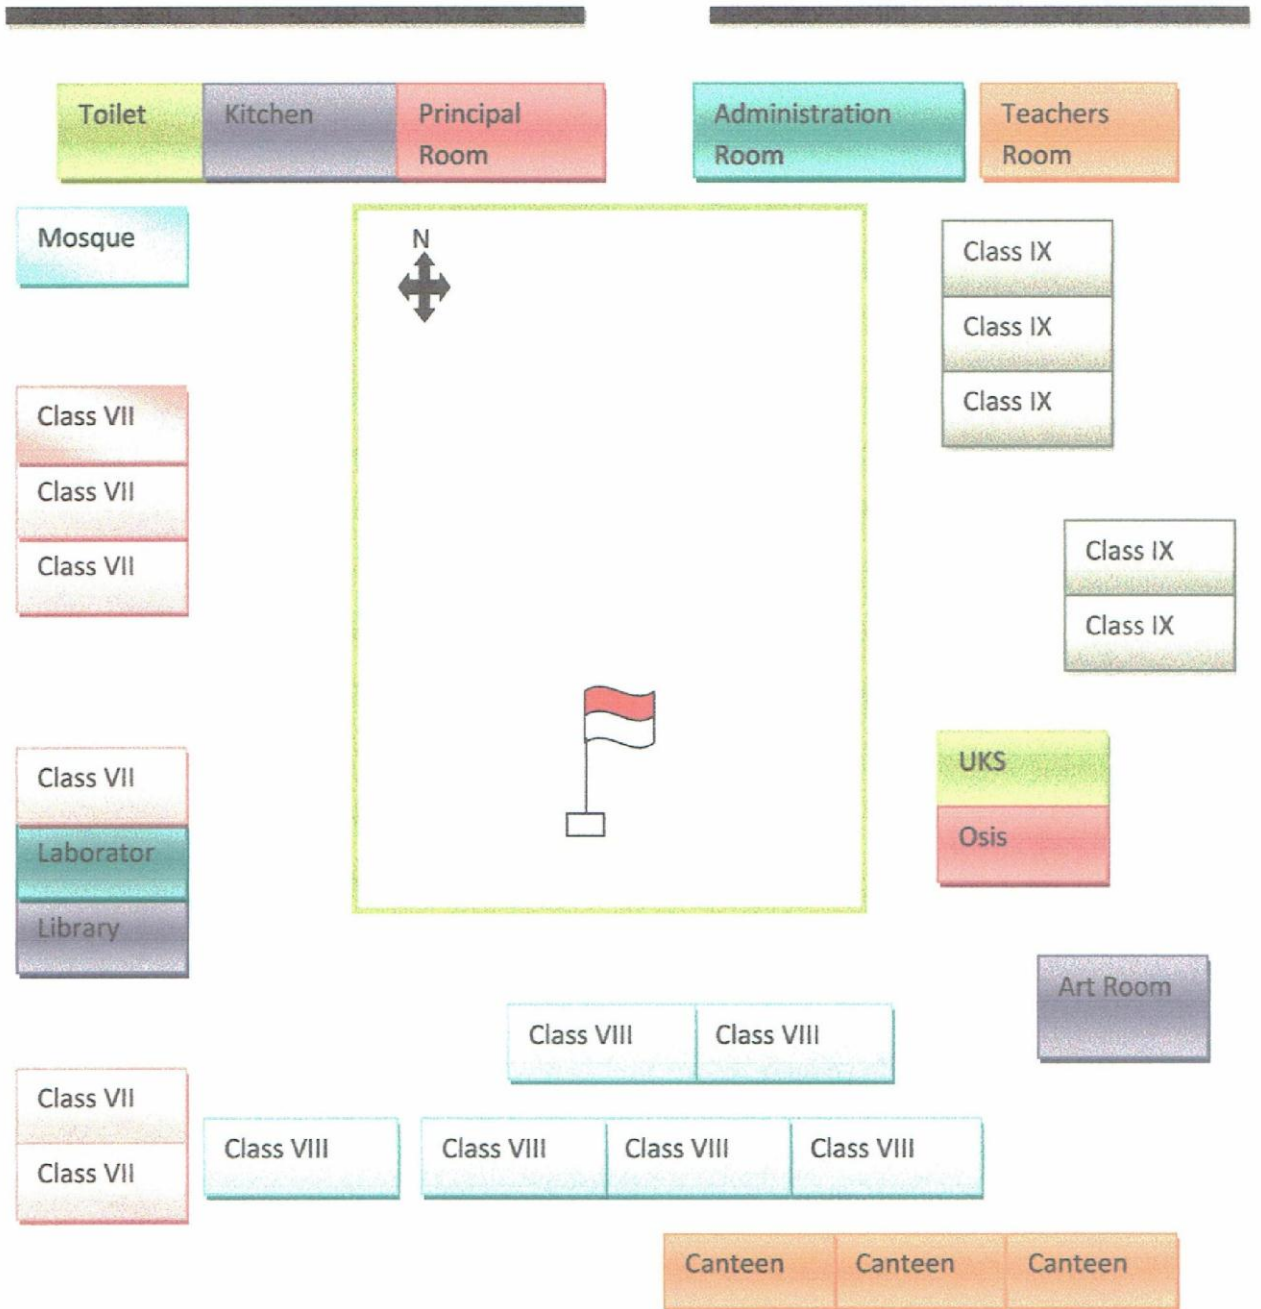 Toilet
Kitchen
Principal
Room
Administration
Room
Teachers
Room
Mosque
N
Class IX
Class IX
Class IX
Class VII
Class VII
Class VII
Class IX
Class IX
Class VII
Laborator
Library
UKS
Osis
Art Room
Class VIII
Class VIII
Class VII
Class VII
Class VIII
Class VIII
Class VIII
Class VIII
Canteen
Canteen
Canteen